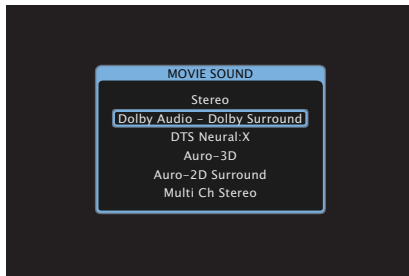 MOVIE SOUND
Stereo
Dolby Audio – Dolby Surround
DTS Neural:X
Auro-3D
Auro-2D Surround
Multi Ch Stereo